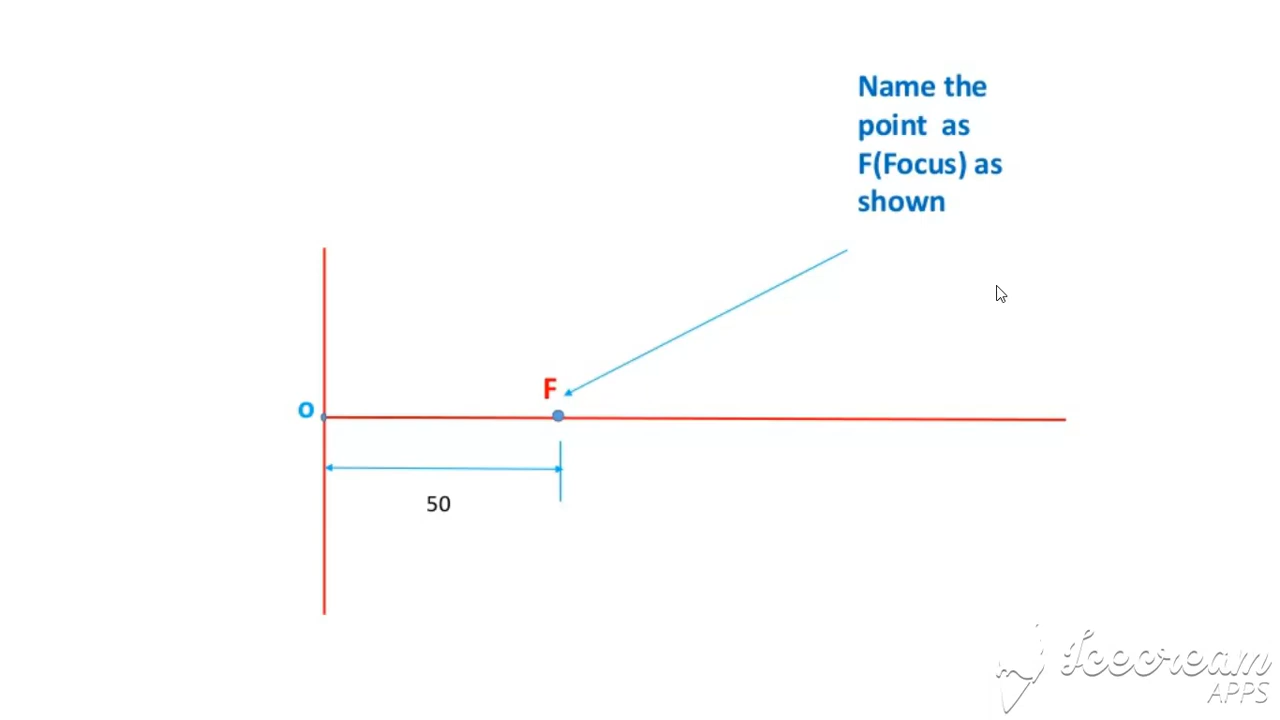 Name the
point as
F(Focus) as
shown
F
o
50
Icecream
APPS